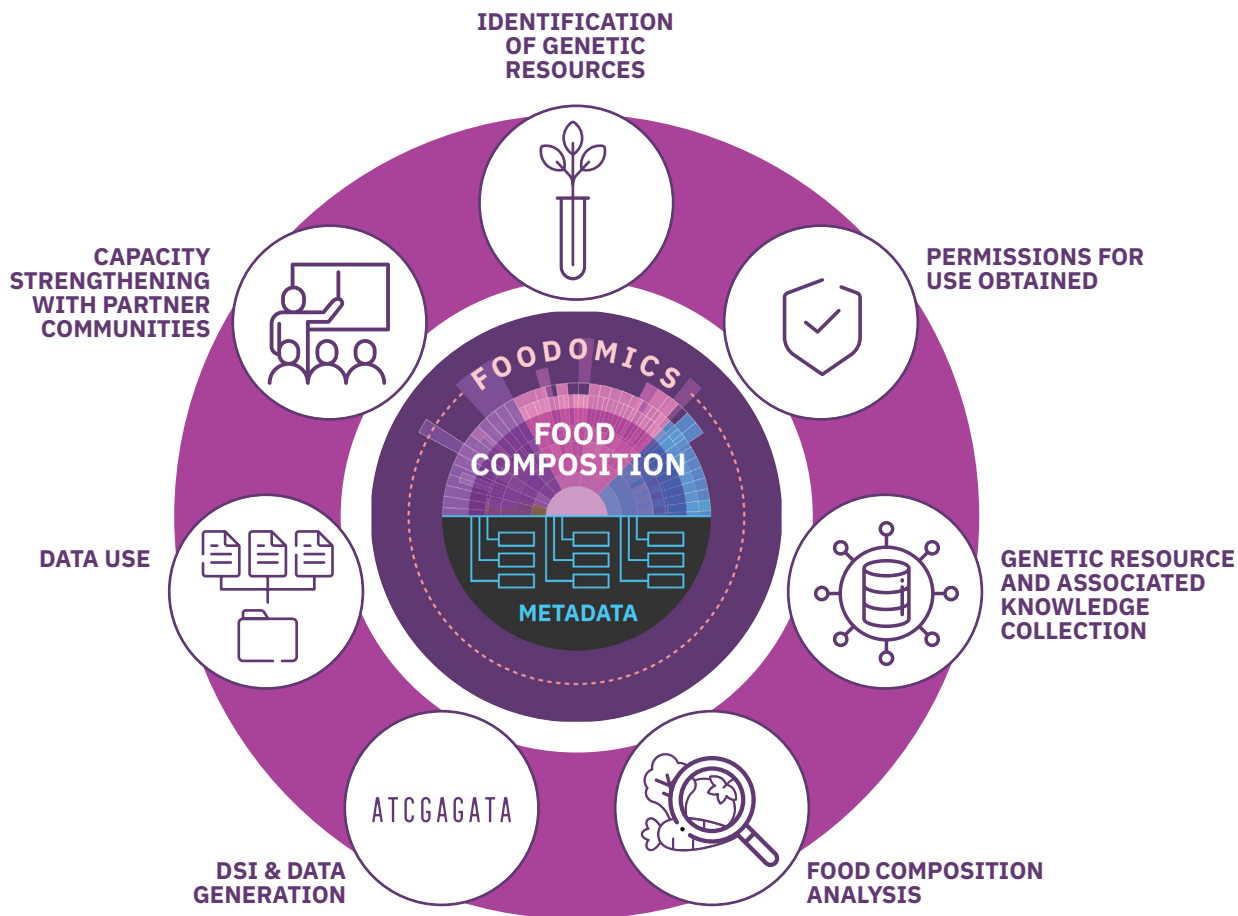 IDENTIFICATION
OF GENETIC
RESOURCES
PERMISSIONS FOR
USE OBTAINED
GENETIC RESOURCE
AND ASSOCIATED
KNOWLEDGE
COLLECTION
FOOD COMPOSITION
ANALYSIS
ATCGAGATA
DSI & DATA
GENERATION
DATA USE
CAPACITY
STRENGTHENING
WITH PARTNER
COMMUNITIES
FOODOMICS
FOOD
COMPOSITION
METADATA